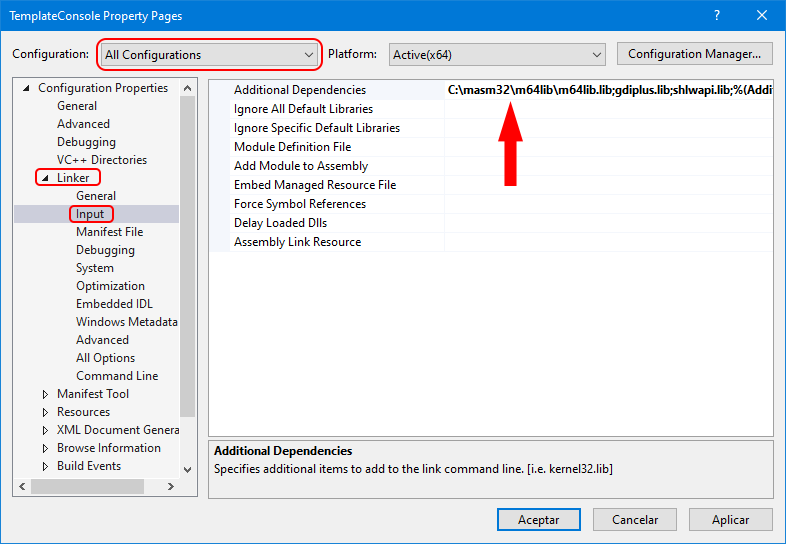 TemplateConsole Property Pages
Configuration: All Configurations Platform: Active(x64) Configuration Manager...
Configuration Properties
General
Advanced
Debugging
VC++ Directories
Linker
General
Input
Manifest File
Debugging
System
Optimization
Embedded IDL
Windows Metadata
Advanced
All Options
Command Line
Manifest Tool
Resources
XML Document Genera
Browse Information
Build Events
Additional Dependencies C:\masm32\m64lib\m64lib.lib;gdiplus.lib;shlwapi.lib;%(Addit
Ignore All Default Libraries
Ignore Specific Default Libraries
Module Definition File
Add Module to Assembly
Embed Managed Resource File
Force Symbol References
Delay Loaded Dlls
Assembly Link Resource
Additional Dependencies
Specifies additional items to add to the link command line. [i.e. kernel32.lib]
Aceptar Cancelar Aplicar